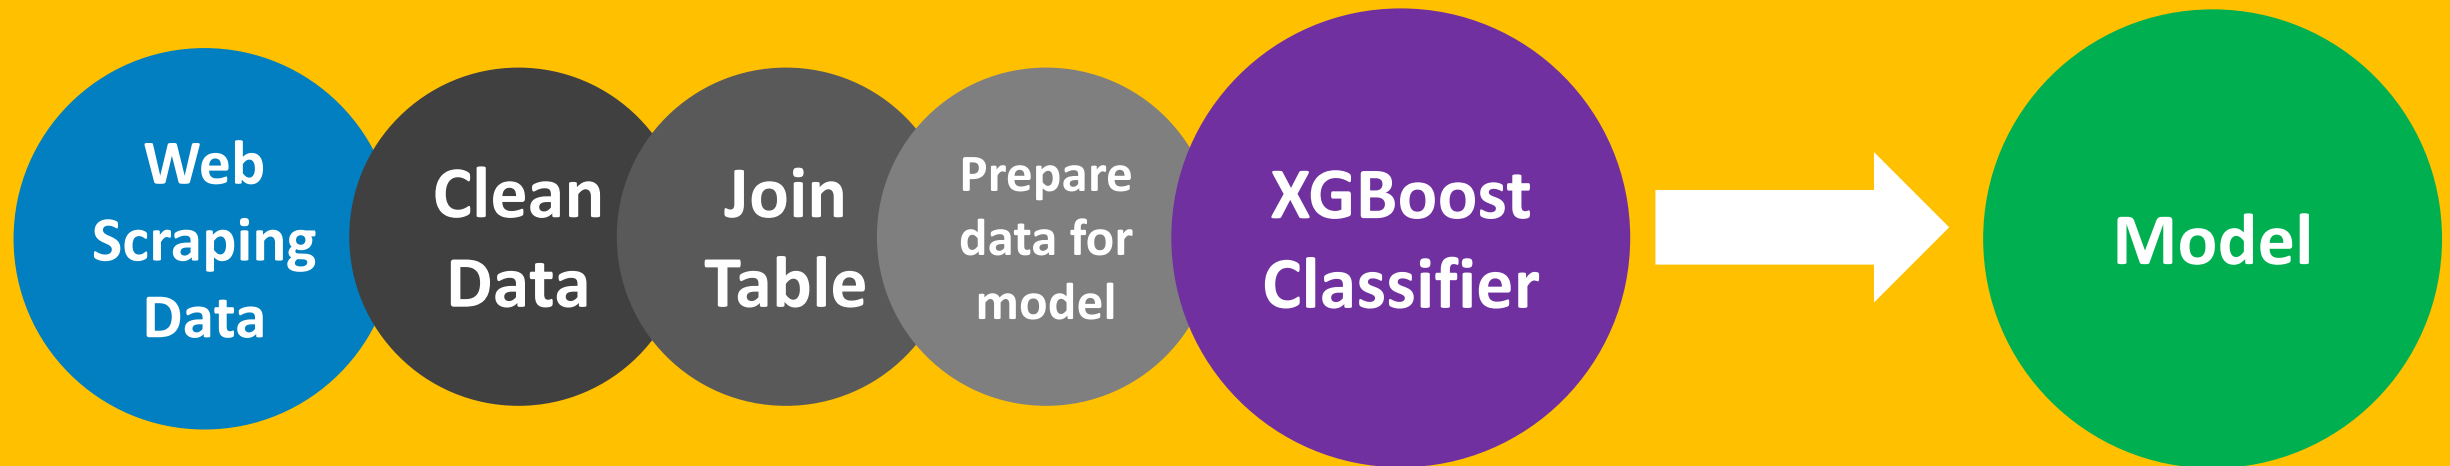 Web
Scraping
Data
Clean
Data
Join
Table
Prepare
data for
model
XGBoost
Classifier
Model